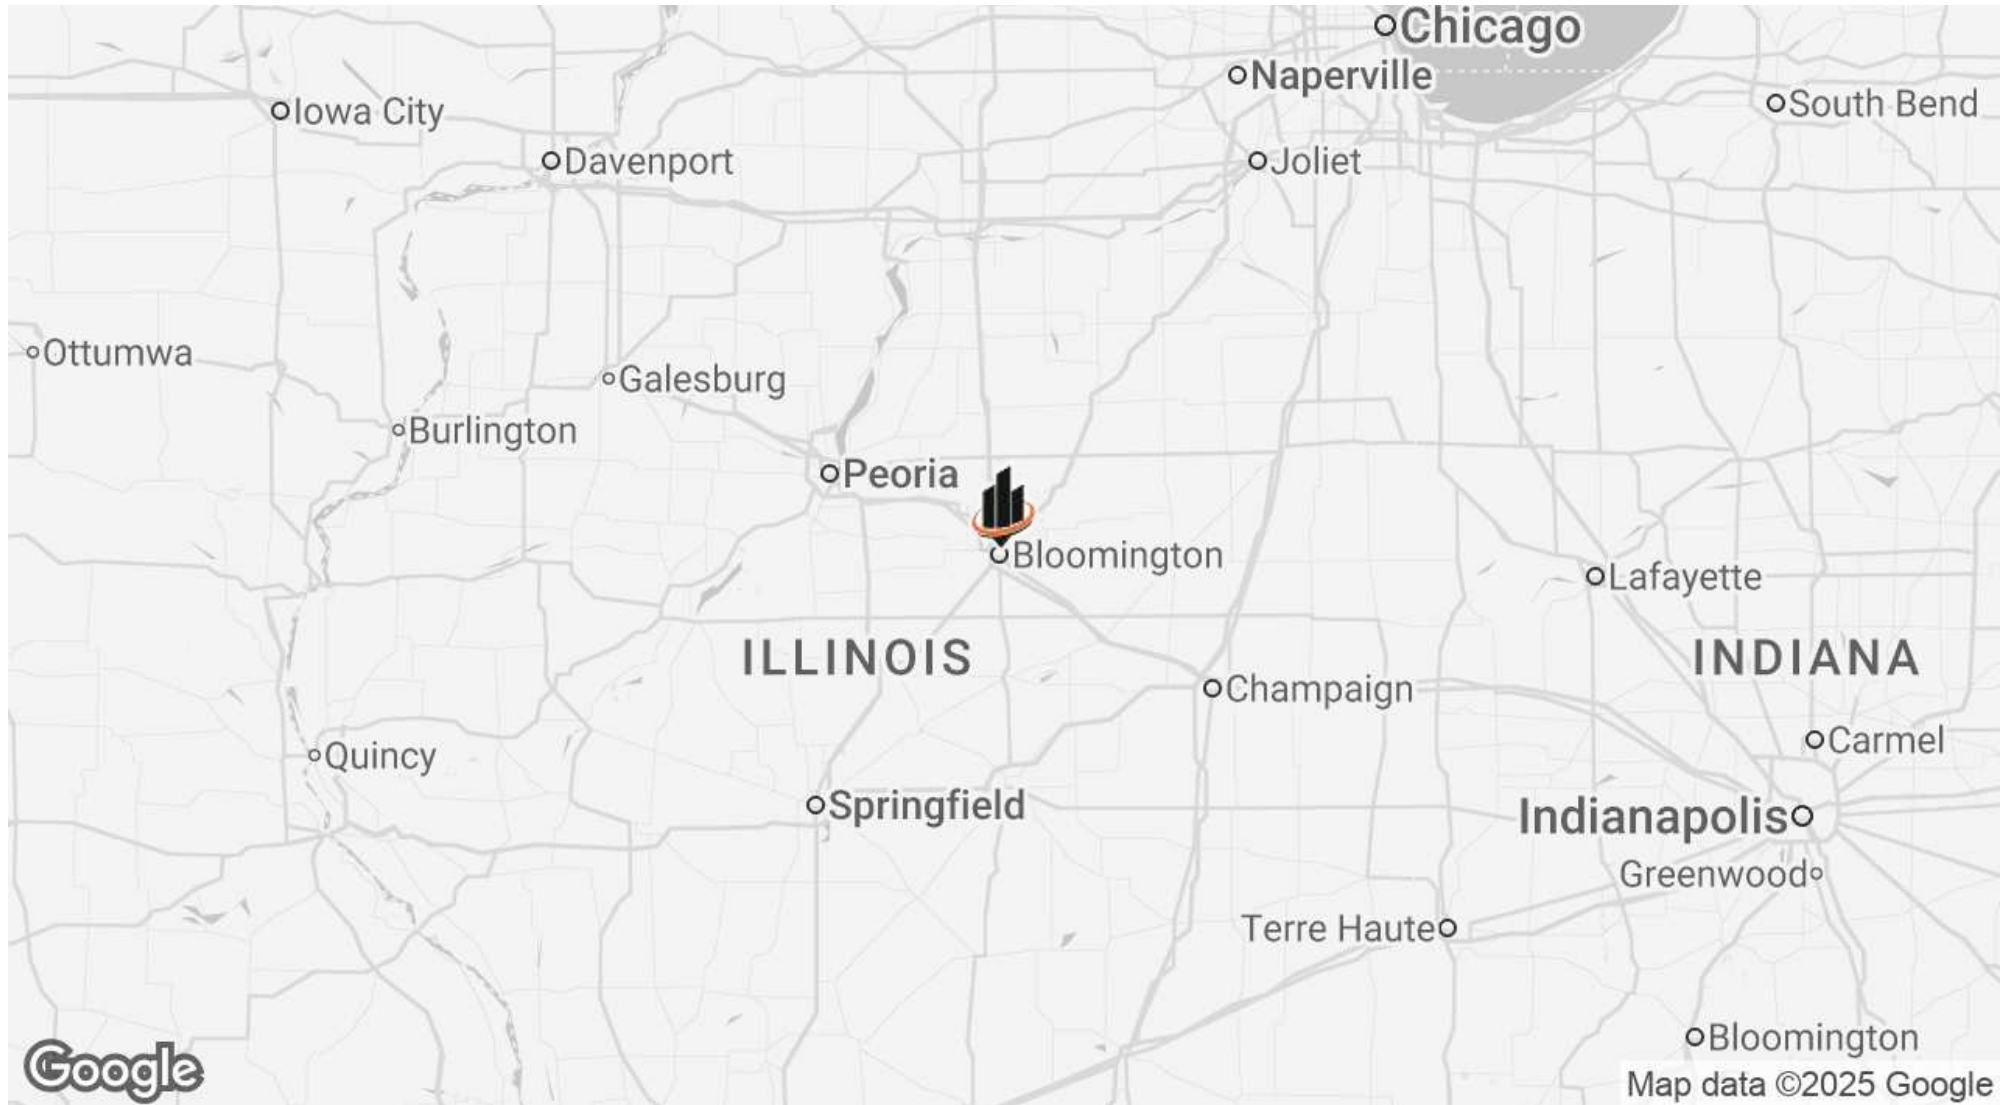 Chicago
Naperville
South Bend
Iowa City
Davenport
Joliet
Ottumwa
Galesburg
Burlington
Peoria
Bloomington
Lafayette
ILLINOIS
INDIANA
Champaign
Carmel
Quincy
Springfield
Indianapolis
Greenwood
Terre Haute
Bloomington
Google
Map data ©2025 Google